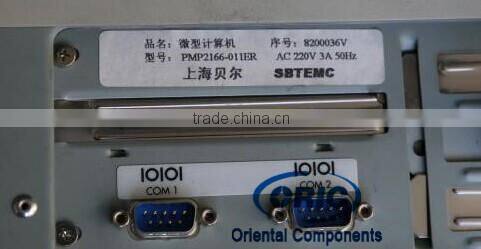 品名: 微型计算机 序号: 8200036V
型号: PMP2166-011ER AC 220V 3A 50Hz
上海贝尔 SBTEMC
trade.china.cn
IOIOI IOIOI
COM 1 COM 2
ORIC
Oriental Components